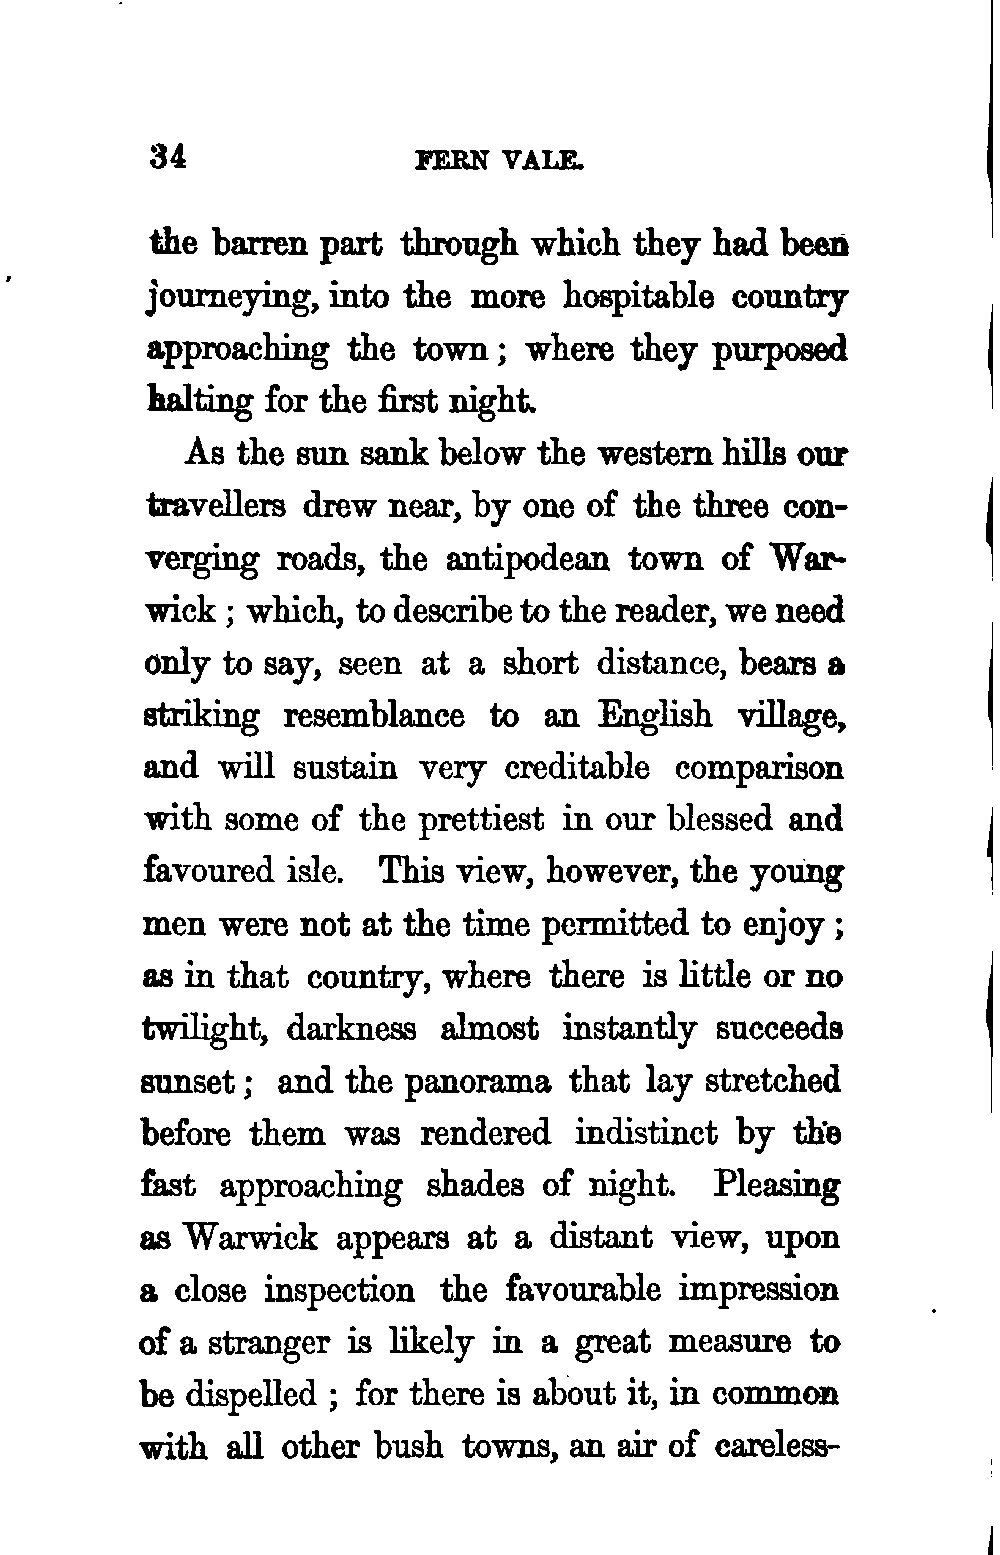 34 FERN VALE.
the barren part through which they had been
journeying, into the more hospitable country
approaching the town ; where they purposed
halting for the first night.
As the sun sank below the western hills our
travellers drew near, by one of the three con-
verging roads, the antipodean town of War-
wick ; which, to describe to the reader, we need
only to say, seen at a short distance, bears a
striking resemblance to an English village,
and will sustain very creditable comparison
with some of the prettiest in our blessed and
favoured isle. This view, however, the young
men were not at the time permitted to enjoy ;
as in that country, where there is little or no
twilight, darkness almost instantly succeeds
sunset ; and the panorama that lay stretched
before them was rendered indistinct by the
fast approaching shades of night. Pleasing
as Warwick appears at a distant view, upon
a close inspection the favourable impression
of a stranger is likely in a great measure to
be dispelled ; for there is about it, in common
with all other bush towns, an air of careless-